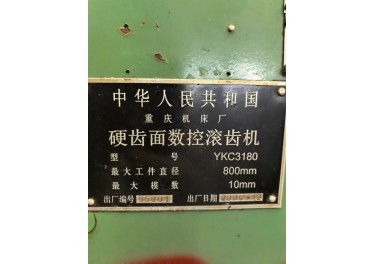 中华人民共和国
重庆机床厂
硬齿面数控滚齿机
型号 YKC3180
最大工件直径 800mm
最大模数 10mm
出厂编号 出厂日期